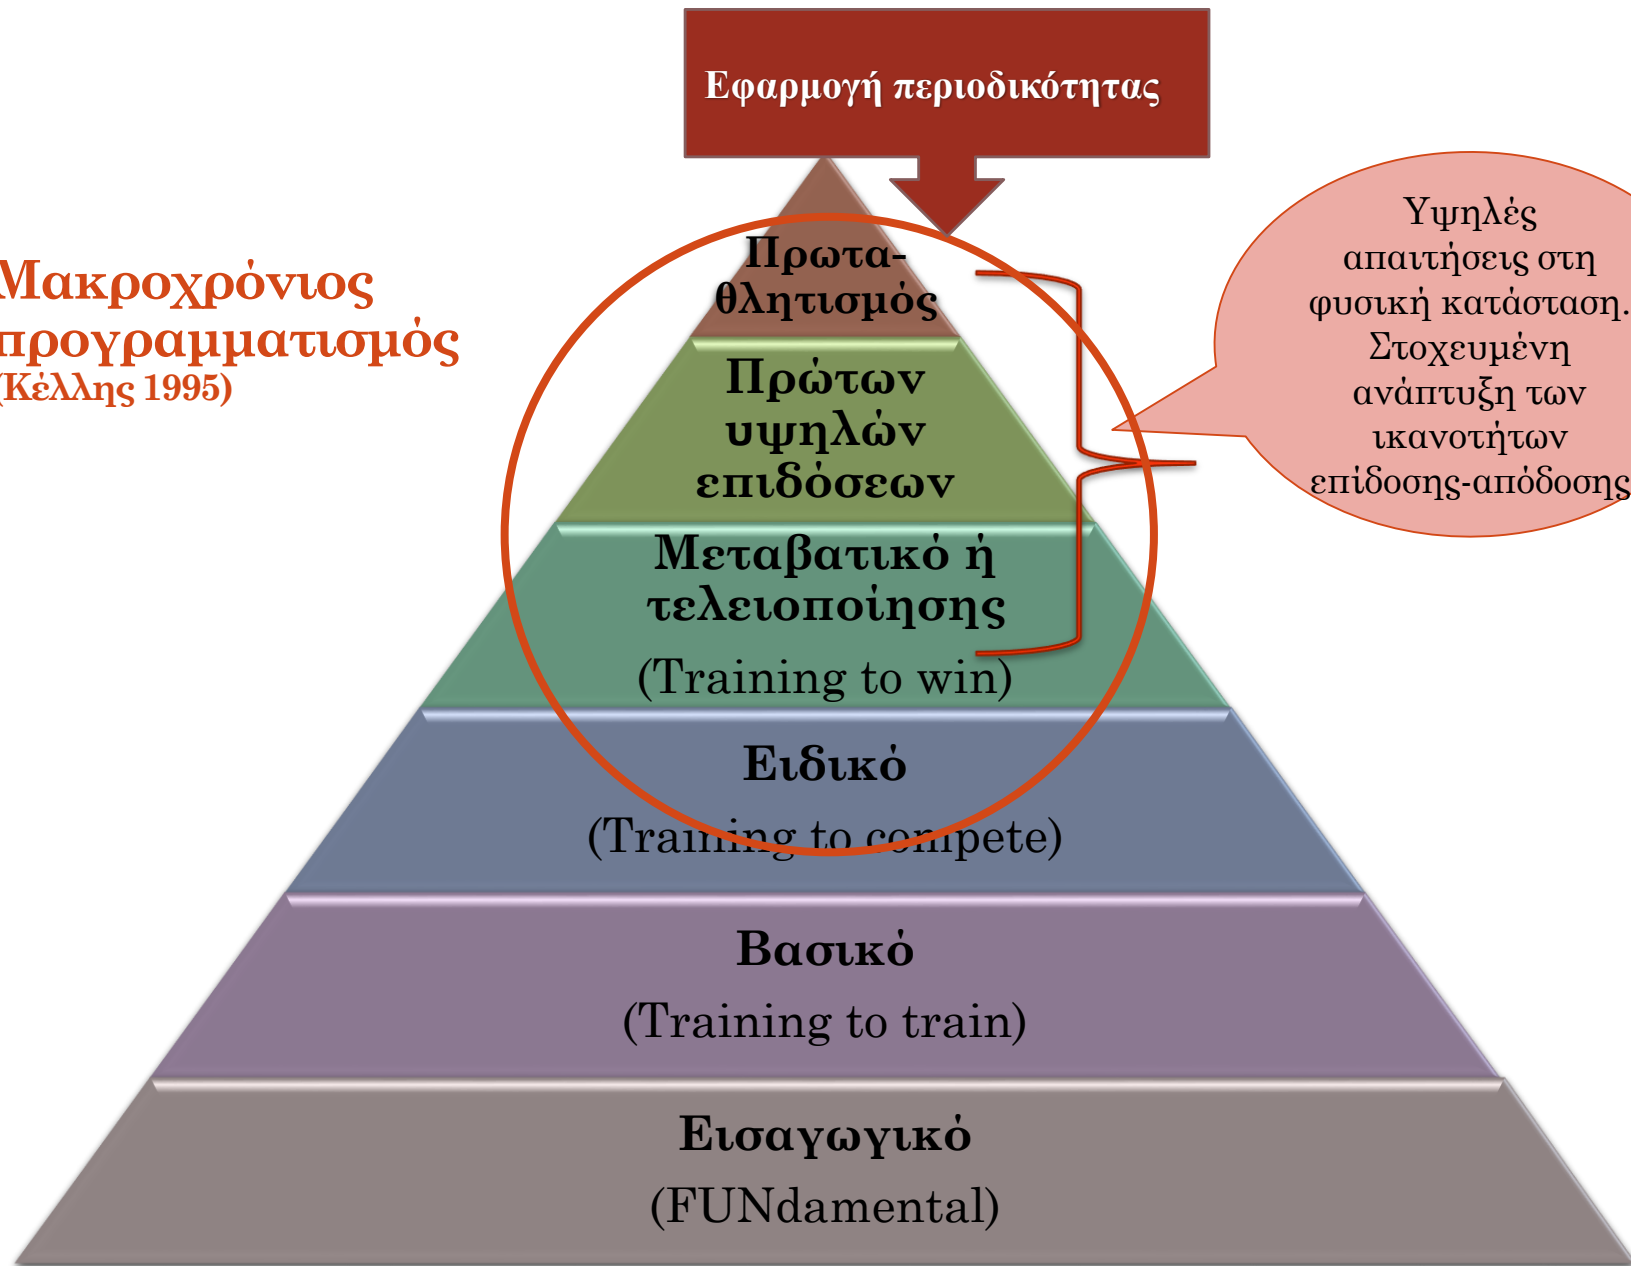 Εφαρμογή περιοδικότητας
Μακροχρόνιος
προγραμματισμός
(Κέλλης 1995)
Υψηλές
απαιτήσεις στη
φυσική κατάσταση.
Στοχευμένη
ανάπτυξη των
ικανοτήτων
επίδοσης-απόδοσης
Πρωτα-
θλητισμός
Πρώτων
υψηλών
επιδόσεων
Μεταβατικό ή
τελειοποίησης
(Training to win)
Ειδικό
(Training to compete)
Βασικό
(Training to train)
Εισαγωγικό
(FUNdamental)